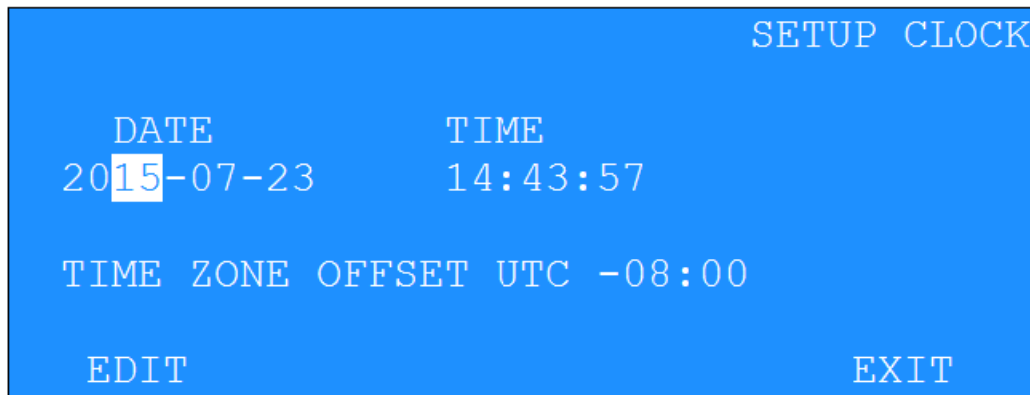 SETUP CLOCK
DATE TIME
2015-07-23 14:43:57
TIME ZONE OFFSET UTC -08:00
EDIT EXIT